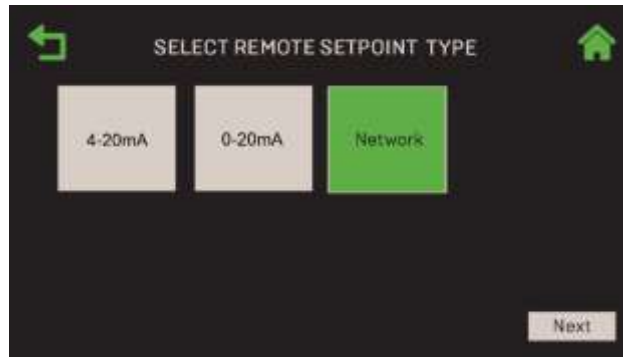 SELECT REMOTE SETPOINT TYPE
4-20mA
0-20mA
Network
Next